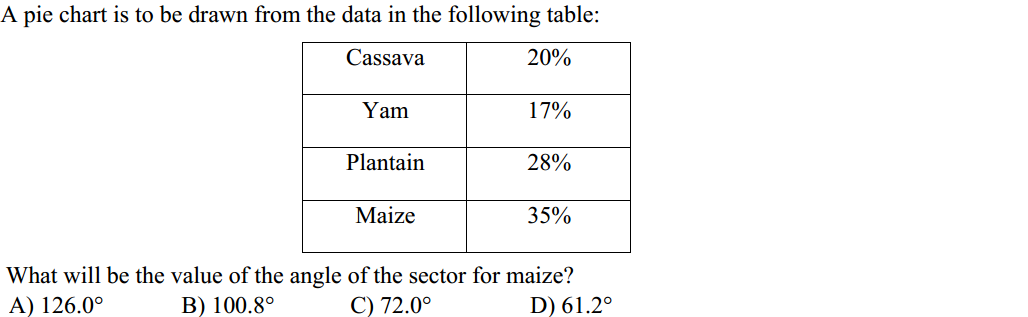 A pie chart is to be drawn from the data in the following table:
Cassava 20%
Yam 17%
Plantain 28%
Maize 35%
What will be the value of the angle of the sector for maize?
A) 126.0° B) 100.8° C) 72.0° D) 61.2°